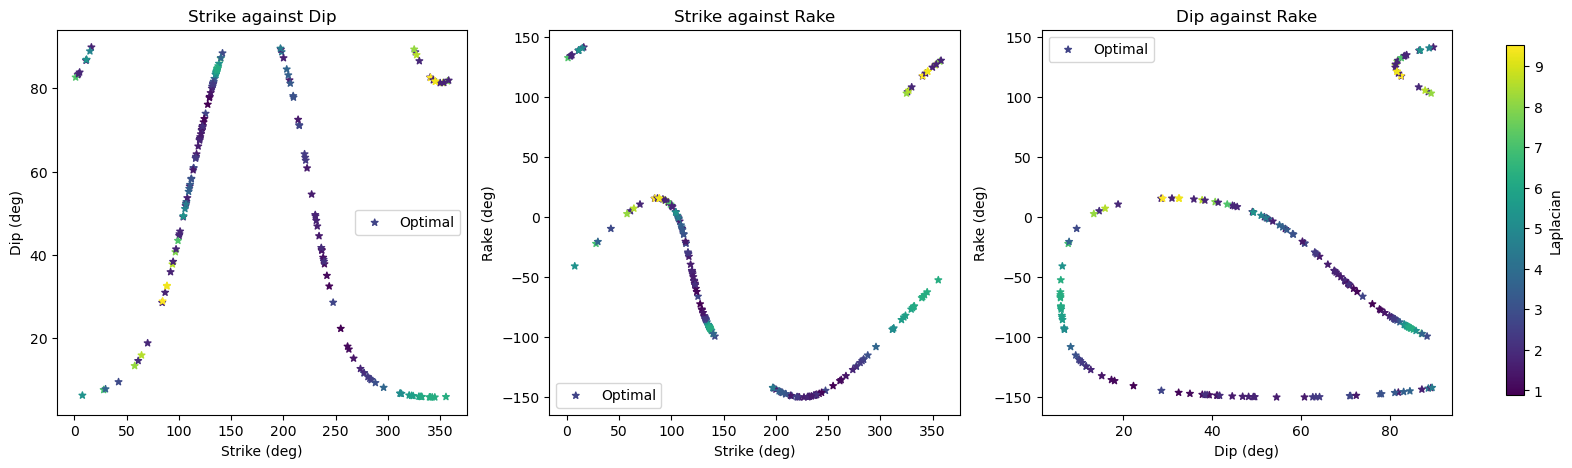 Strike against Dip
Dip (deg)
80
60
40
20
0 50 100 150 200 250 300 350
Strike (deg)
Optimal
Strike against Rake
Rake (deg)
150
100
50
0
−50
−100
−150
0 50 100 150 200 250 300 350
Strike (deg)
Optimal
Dip against Rake
Rake (deg)
150
100
50
0
−50
−100
−150
20 40 60 80
Dip (deg)
Optimal
9
8
7
6
5
4
3
2
1
Laplacian